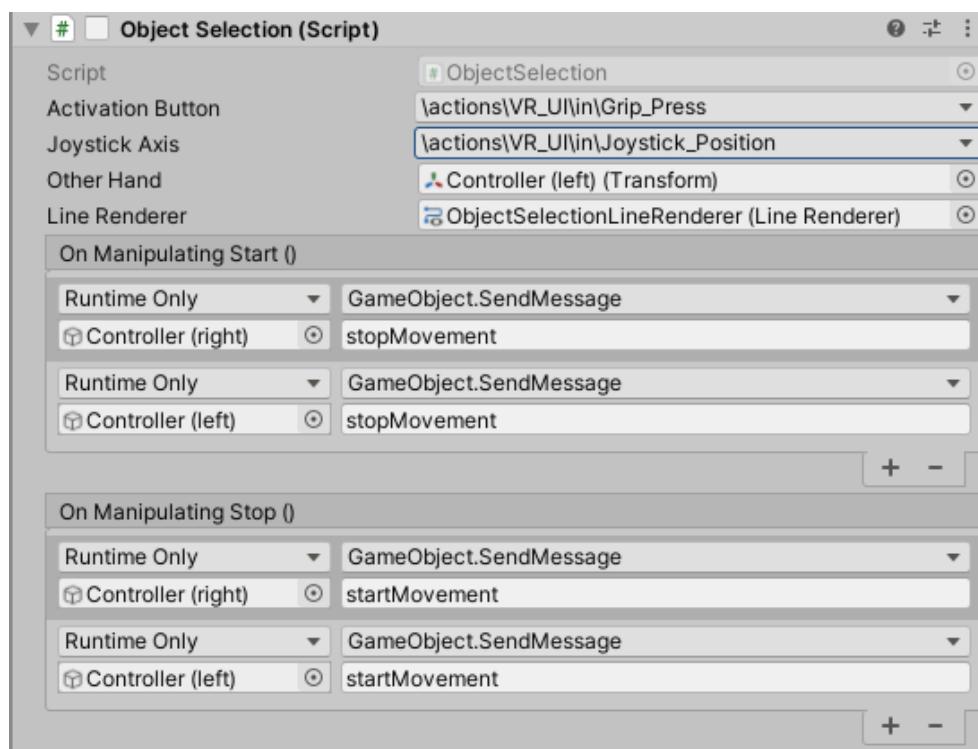 # Object Selection (Script)
Script # ObjectSelection
Activation Button \actions\VR_UI\in\Grip_Press
Joystick Axis \actions\VR_UI\in\Joystick_Position
Other Hand Controller (left) (Transform)
Line Renderer ObjectSelectionLineRenderer (Line Renderer)
On Manipulating Start ()
Runtime Only GameObject.SendMessage
Controller (right) stopMovement
Runtime Only GameObject.SendMessage
Controller (left) stopMovement
+ −
On Manipulating Stop ()
Runtime Only GameObject.SendMessage
Controller (right) startMovement
Runtime Only GameObject.SendMessage
Controller (left) startMovement
+ −